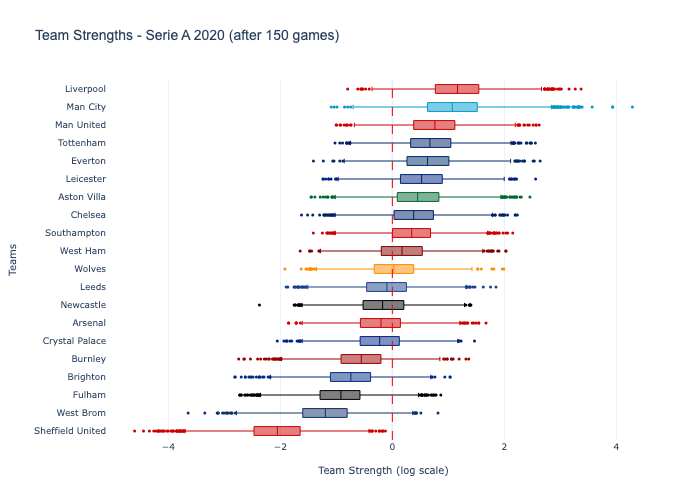 Team Strengths - Serie A 2020 (after 150 games)
Liverpool
Man City
Man United
Tottenham
Everton
Leicester
Aston Villa
Chelsea
Southampton
West Ham
Wolves
Leeds
Newcastle
Arsenal
Crystal Palace
Burnley
Brighton
Fulham
West Brom
Sheffield United
Teams
−4 −2 0 2 4
Team Strength (log scale)